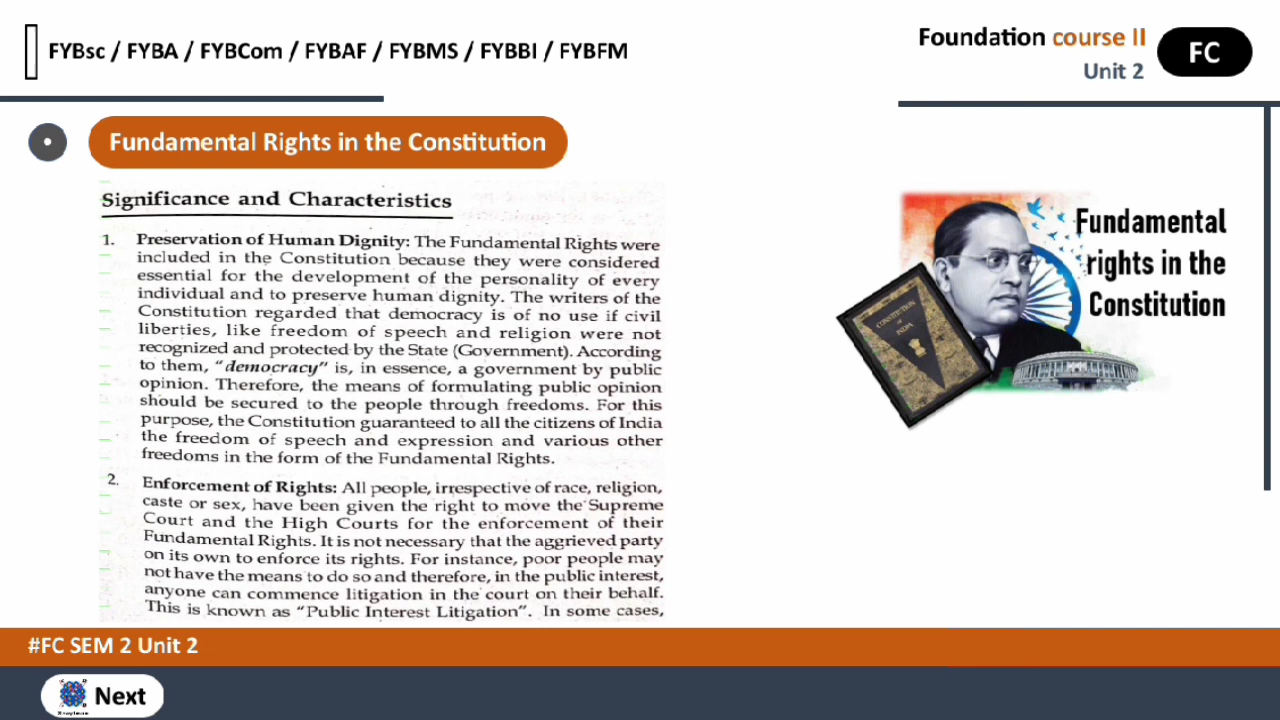 FYBsc / FYBA / FYBCom / FYBAF / FYBMS / FYBBI / FYBFM
Foundation course II
Unit 2
FC
Fundamental Rights in the Constitution
Significance and Characteristics
1. Preservation of Human Dignity: The Fundamental Rights were
included in the Constitution because they were considered
essential for the development of the personality of every
individual and to preserve human dignity. The writers of the
Constitution regarded that democracy is of no use if civil
liberties, like freedom of speech and religion were not
recognized and protected by the State (Government). According
to them, "democracy" is, in essence, a government by public
opinion. Therefore, the means of formulating public opinion
should be secured to the people through freedoms. For this
purpose, the Constitution guaranteed to all the citizens of India
the freedom of speech and expression and various other
freedoms in the form of the Fundamental Rights.
2. Enforcement of Rights: All people, irrespective of race, religion,
caste or sex, have been given the right to move the Supreme
Court and the High Courts for the enforcement of their
Fundamental Rights. It is not necessary that the aggrieved party
on its own to enforce its rights. For instance, poor people may
not have the means to do so and therefore, in the public interest,
anyone can commence litigation in the court on their behalf.
This is known as "Public Interest Litigation". In some cases,
Fundamental
rights in the
Constitution
CONSTITUTION
OF
INDIA
#FC SEM 2 Unit 2
Next